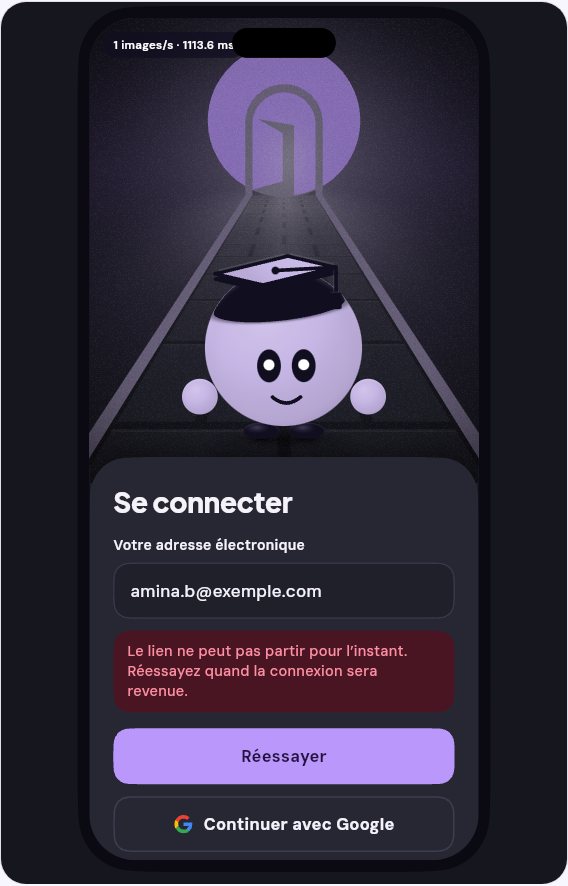 1 images/s · 1113.6 ms
Se connecter
Votre adresse électronique
amina.b@exemple.com
Le lien ne peut pas partir pour l’instant.
Réessayez quand la connexion sera
revenue.
Réessayer
Continuer avec Google